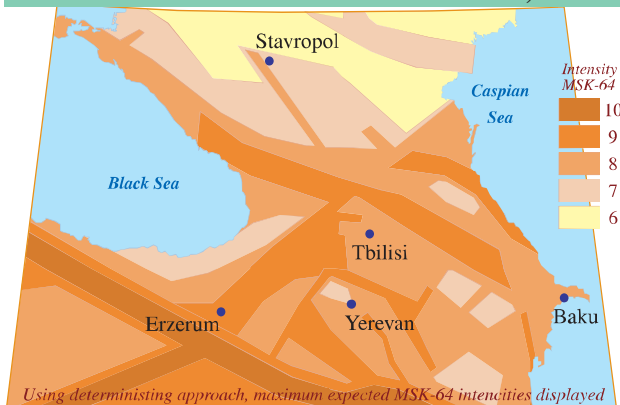 Stavropol
Intensity
MSK-64
Caspian
Sea
10
9
8
7
6
Black Sea
Tbilisi
Erzerum
Yerevan
Baku
Using deterministing approach, maximum expected MSK-64 intencities displayed